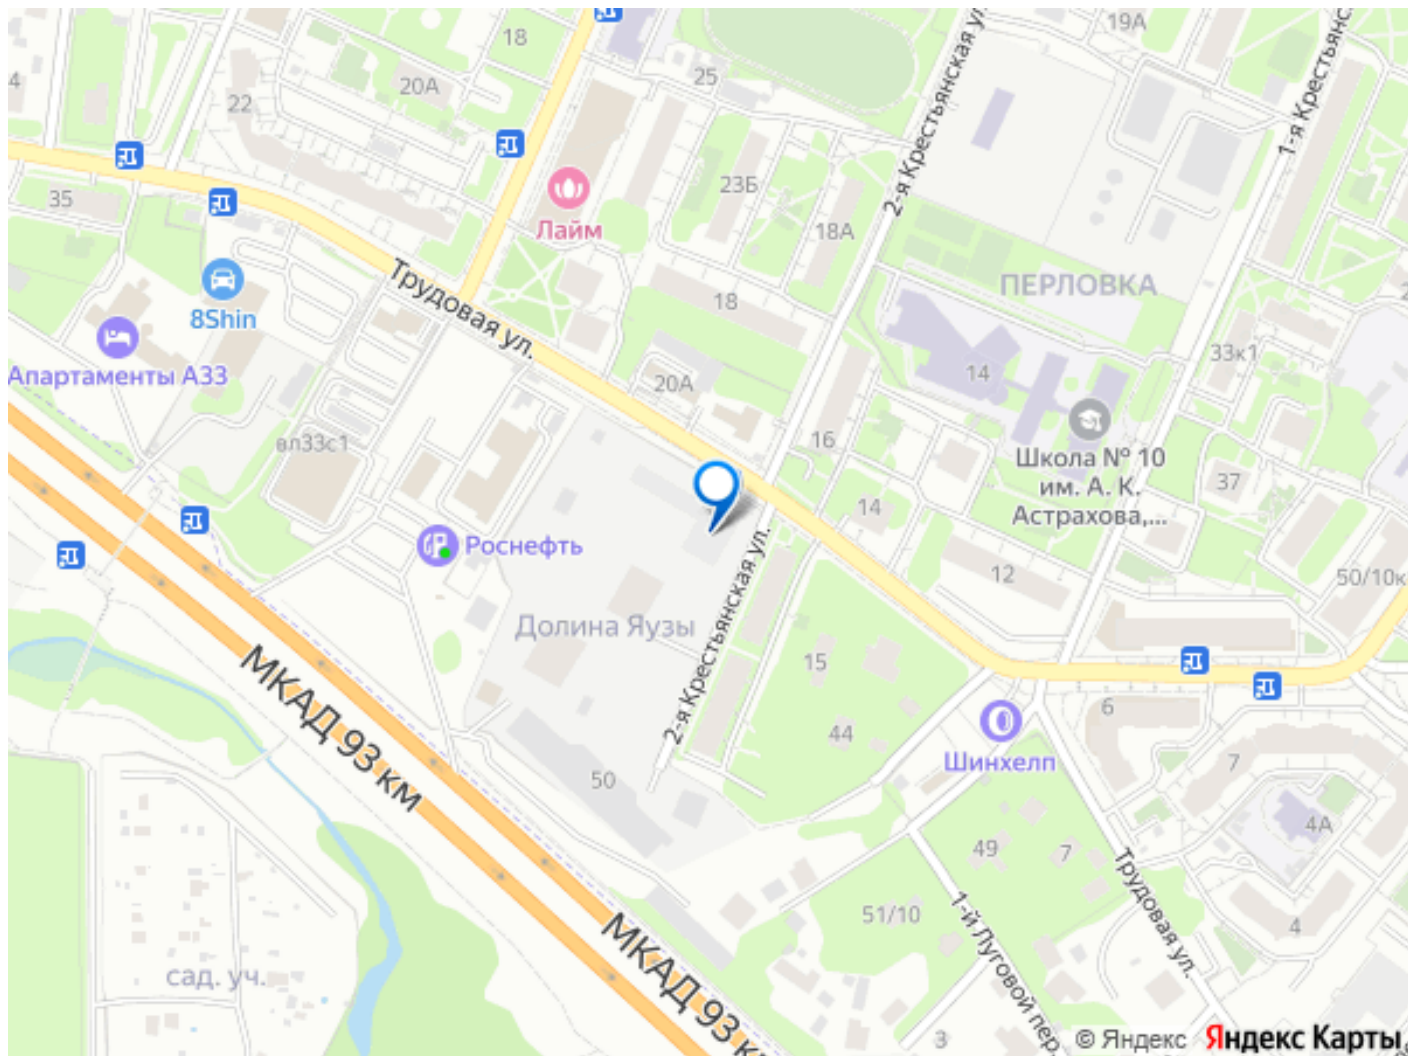 18
19А
20А
25
4
22
1-я Крестьянс
2-я Крестьянская ул.
23Б
35
18А
Лайм
ПЕРЛОВКА
Трудовая ул.
18
8Shin
33к1
Апартаменты А33
20А
14
вл33с1
16
Школа № 10
им. А. К.
Астрахова,...
37
14
Роснефть
12
50/10к
2-я Крестьянская ул.
Долина Яузы
15
МКАД 93 км
44
6
Шинхелп
7
50
4А
49
7
Трудовая ул.
51/10
1-й Луговой пер.
4
МКАД 93 км
сад. уч.
3
© Яндекс Яндекс Карты